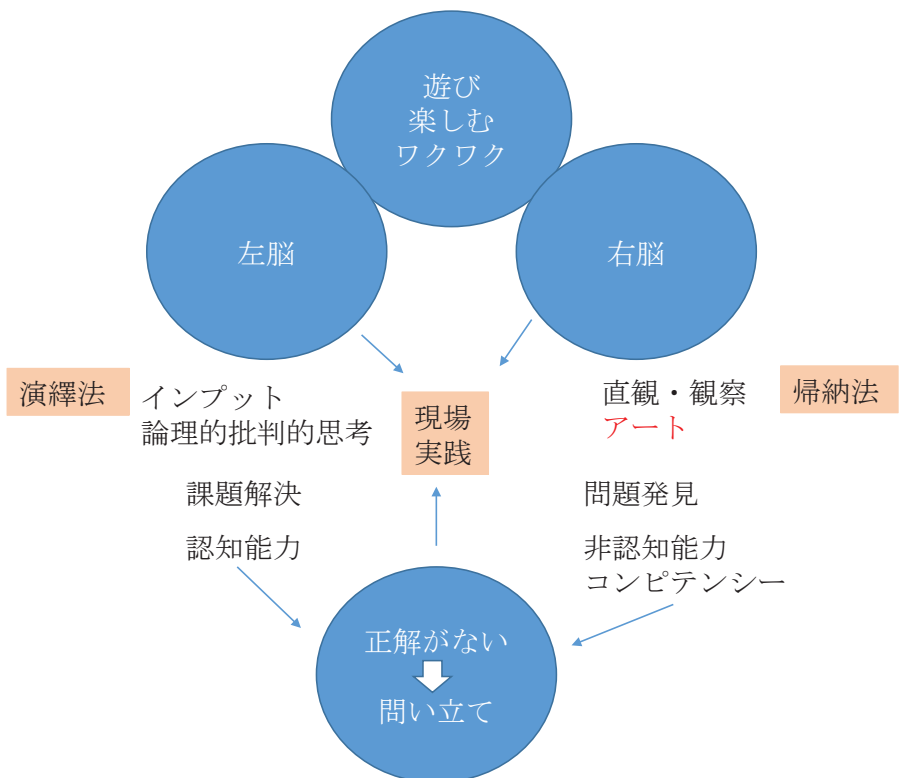 遊び
楽しむ
ワクワク
左脳
右脳
演繹法
インプット
論理的批判的思考
現場
実践
直観・観察
アート
帰納法
課題解決
問題発見
認知能力
非認知能力
コンピテンシー
正解がない
問い立て